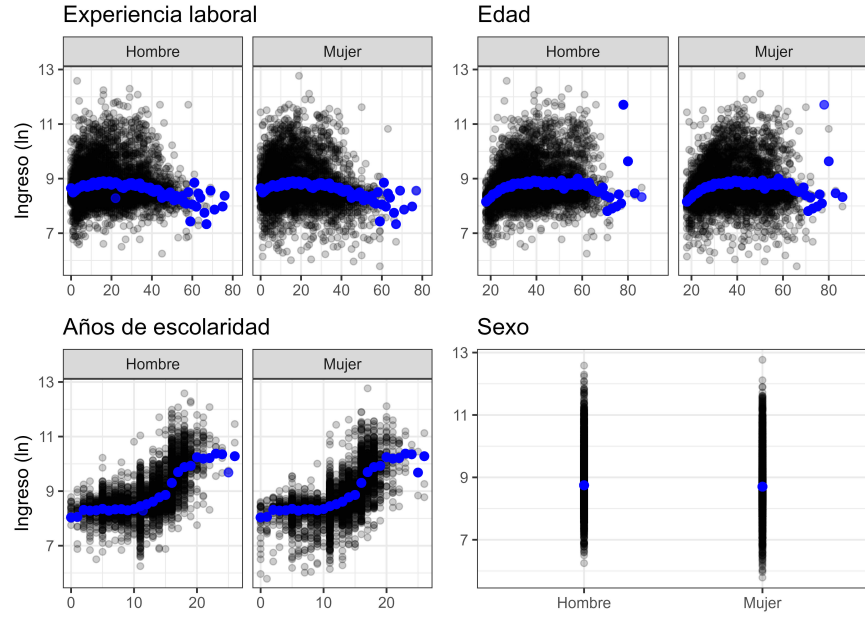 Experiencia laboral
Hombre
Mujer
Ingreso (ln)
13
11
9
7
0 20 40 60 80
0 20 40 60 80
Edad
Hombre
Mujer
13
11
9
7
20 40 60 80
20 40 60 80
Años de escolaridad
Hombre
Mujer
Ingreso (ln)
13
11
9
7
0 10 20
0 10 20
Sexo
13
11
9
7
Hombre
Mujer